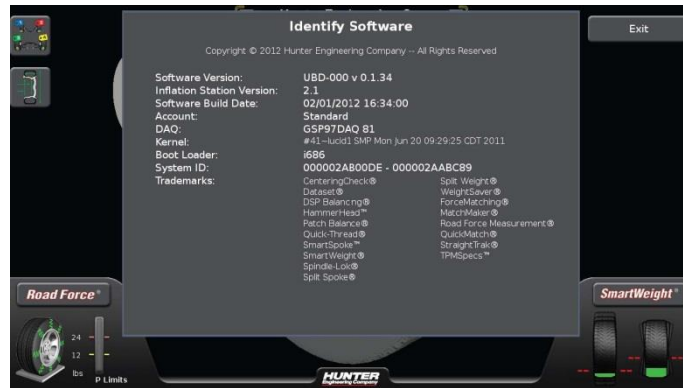 Identify Software
Copyright © 2012 Hunter Engineering Company -- All Rights Reserved
Exit
Software Version: UBD-000 v 0.1.34
Inflation Station Version: 2.1
Software Build Date: 02/01/2012 16:34:00
Account: Standard
DAQ: GSP97DAQ 81
Kernel: #41~lucid1 SMP Mon Jun 20 09:29:25 CDT 2011
Boot Loader: i686
System ID: 000002AB00DE - 000002AABC89
Trademarks:
CenteringCheck® Split Weight®
Dataset® WeightSaver®
DSP Balancing® ForceMatching®
HammerHead™ MatchMaker®
Patch Balance® Road Force Measurement®
Quick-Thread® QuickMatch®
SmartSpoke™ StraightTrak®
SmartWeight® TPMSpecs™
Spindle-Lok®
Split Spoke®
Road Force®
SmartWeight®
24
12
lbs
P Limits
HUNTER
Engineering Company